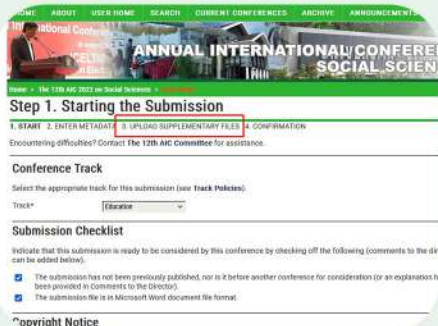 HOME ABOUT USER HOME SEARCH CURRENT CONFERENCES ARCHIVE ANNOUNCEMENTS
ANNUAL INTERNATIONAL CONFERE
SOCIAL SCIEN
Home > The 12th AIC 2022 on Social Sciences >
Step 1. Starting the Submission
1. START 2. ENTER METADATA 3. UPLOAD SUPPLEMENTARY FILES 4. CONFIRMATION
Encountering difficulties? Contact The 12th AIC Committee for assistance.
Conference Track
Select the appropriate track for this submission (see Track Policies).
Track* Education
Submission Checklist
Indicate that this submission is ready to be considered by this conference by checking off the following (comments to the dir
can be added below).
The submission has not been previously published, nor is it before another conference for consideration (or an explanation h
been provided in Comments to the Director).
The submission file is in Microsoft Word document file format.
Copyright Notice